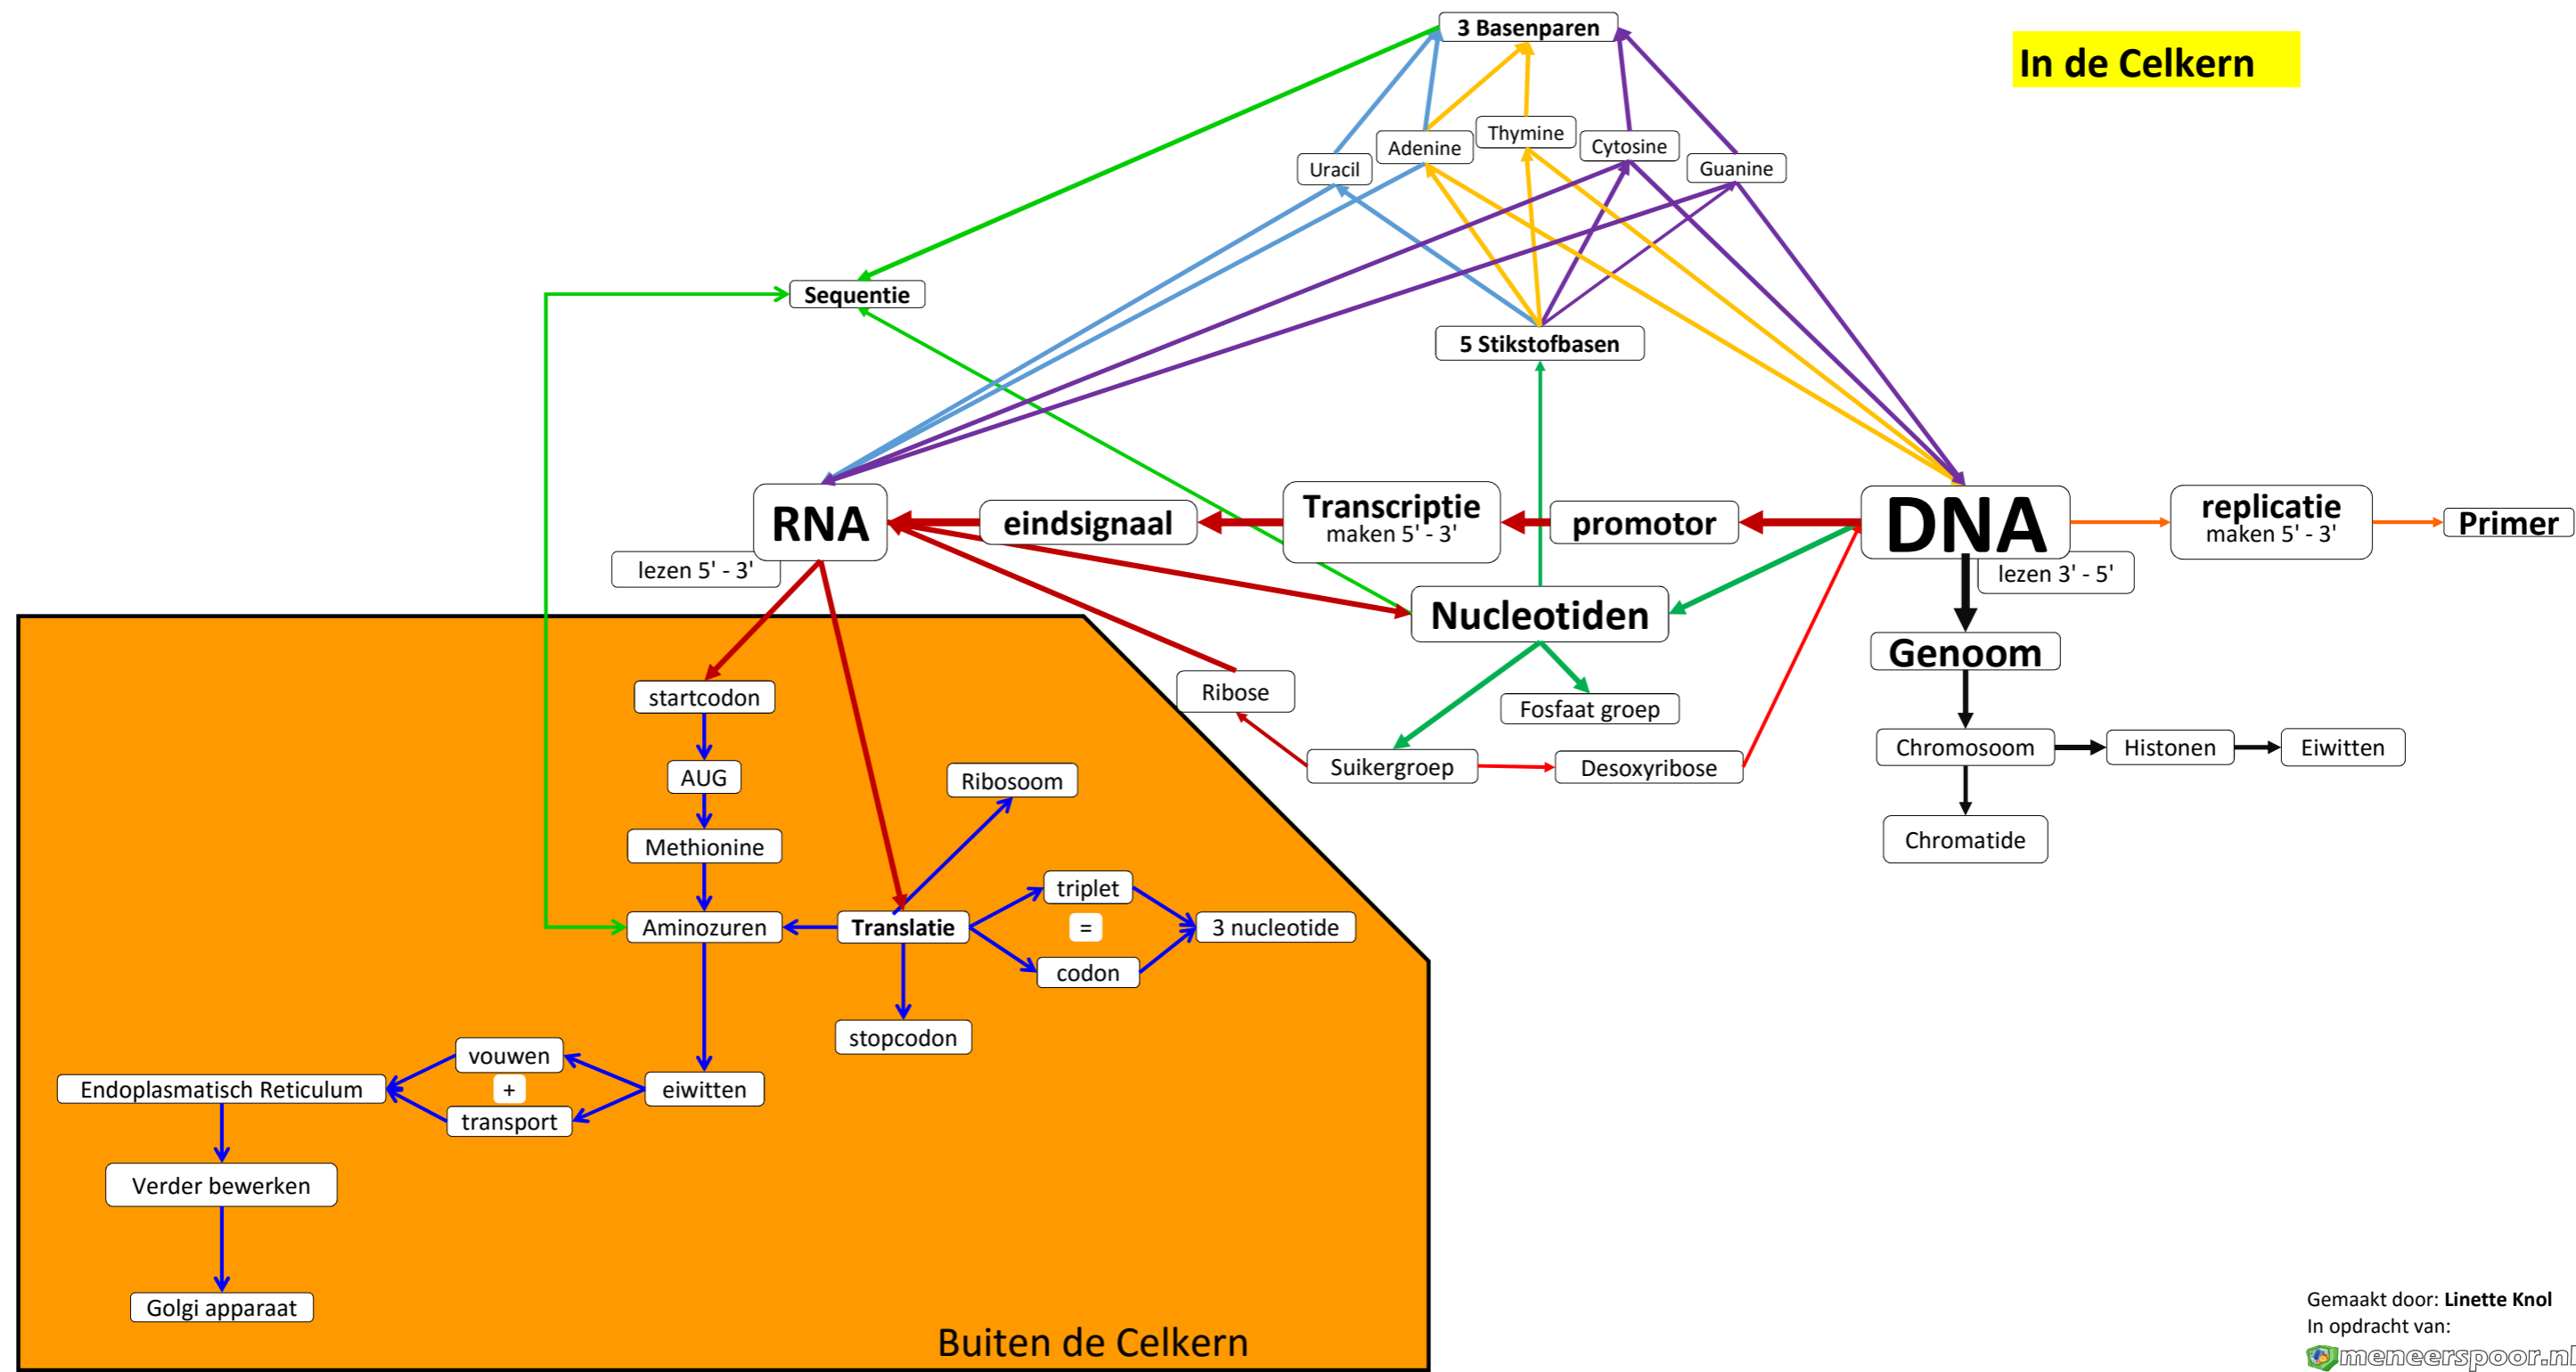 3 Basenparen
In de Celkern
Thymine
Adenine
Cytosine
Uracil
Guanine
Sequentie
5 Stikstofbasen
RNA
lezen 5' - 3'
eindsignaal
Transcriptie
maken 5' - 3'
promotor
DNA
lezen 3' - 5'
replicatie
maken 5' - 3'
Primer
Nucleotiden
Genoom
Ribose
Fosfaat groep
Suikergroep
Desoxyribose
Chromosoom
Histonen
Eiwitten
Chromatide
startcodon
AUG
Ribosoom
Methionine
triplet
Aminozuren
Translatie
=
3 nucleotide
codon
stopcodon
vouwen
Endoplasmatisch Reticulum
+
eiwitten
transport
Verder bewerken
Golgi apparaat
Buiten de Celkern
Gemaakt door: Linette Knol
In opdracht van:
meneerspoor.nl